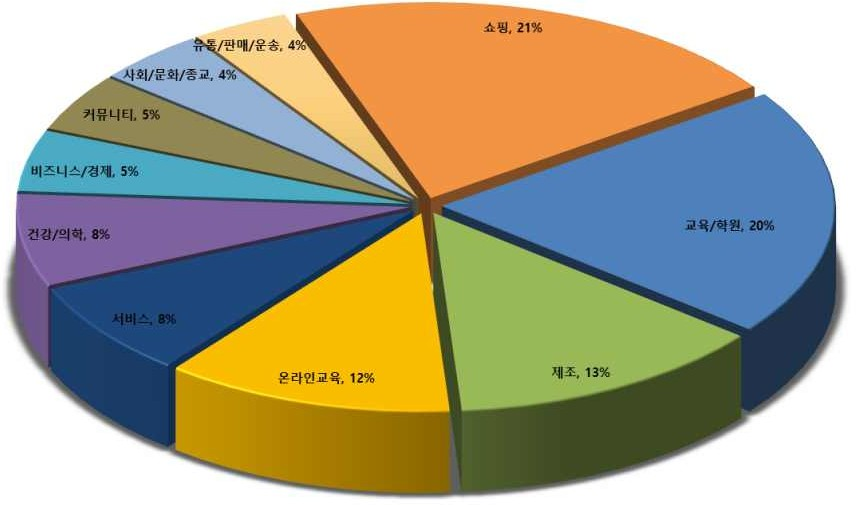 쇼핑, 21%
교육/학원, 20%
제조, 13%
온라인교육, 12%
서비스, 8%
건강/의학, 8%
비즈니스/경제, 5%
커뮤니티, 5%
사회/문화/종교, 4%
유통/판매/운송, 4%